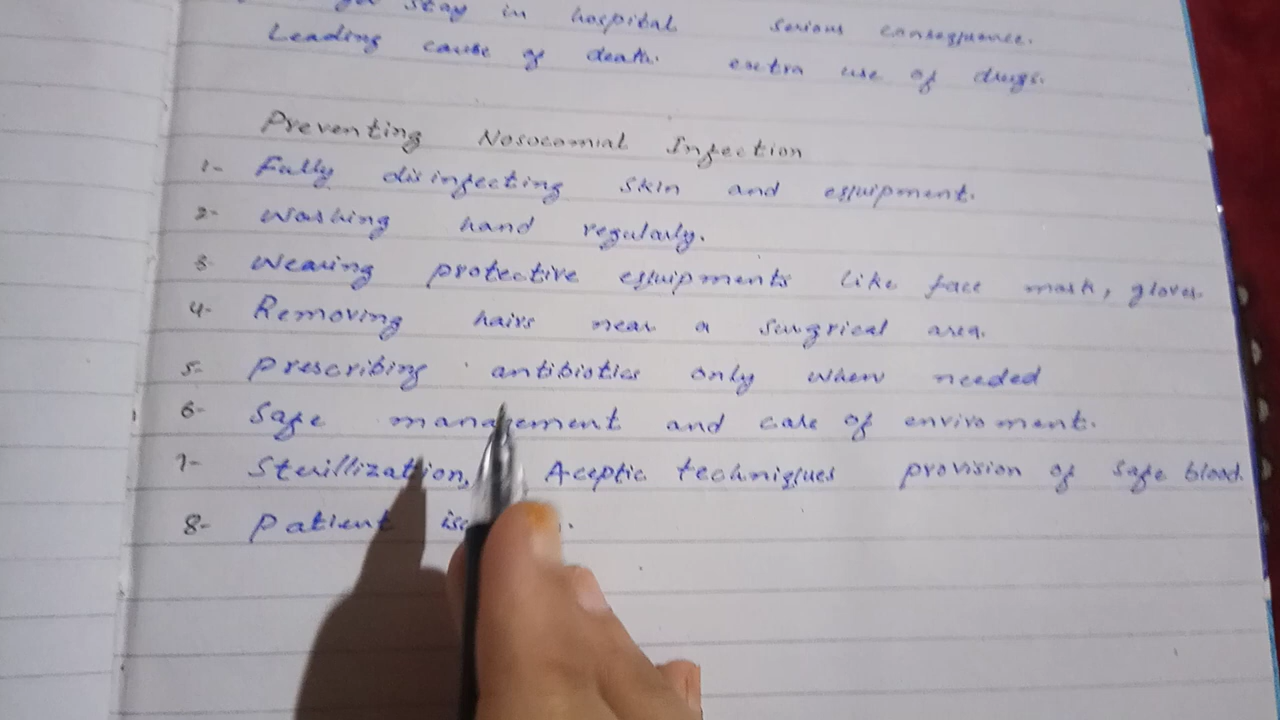 stay in hospital serious consequence.
Leading cause of death. extra use of drugs.
Preventing Nosocomial Infection
1- Fully disinfecting skin and equipment.
2- Washing hand regularly.
3 Wearing protective equipments like face mask, gloves.
4- Removing hairs near a surgrical area.
5- Prescribing antibiotics only when needed
6- Safe management and care of enviroment.
7- Sterillization, Aceptic techniques provision of safe blood.
8- Patient